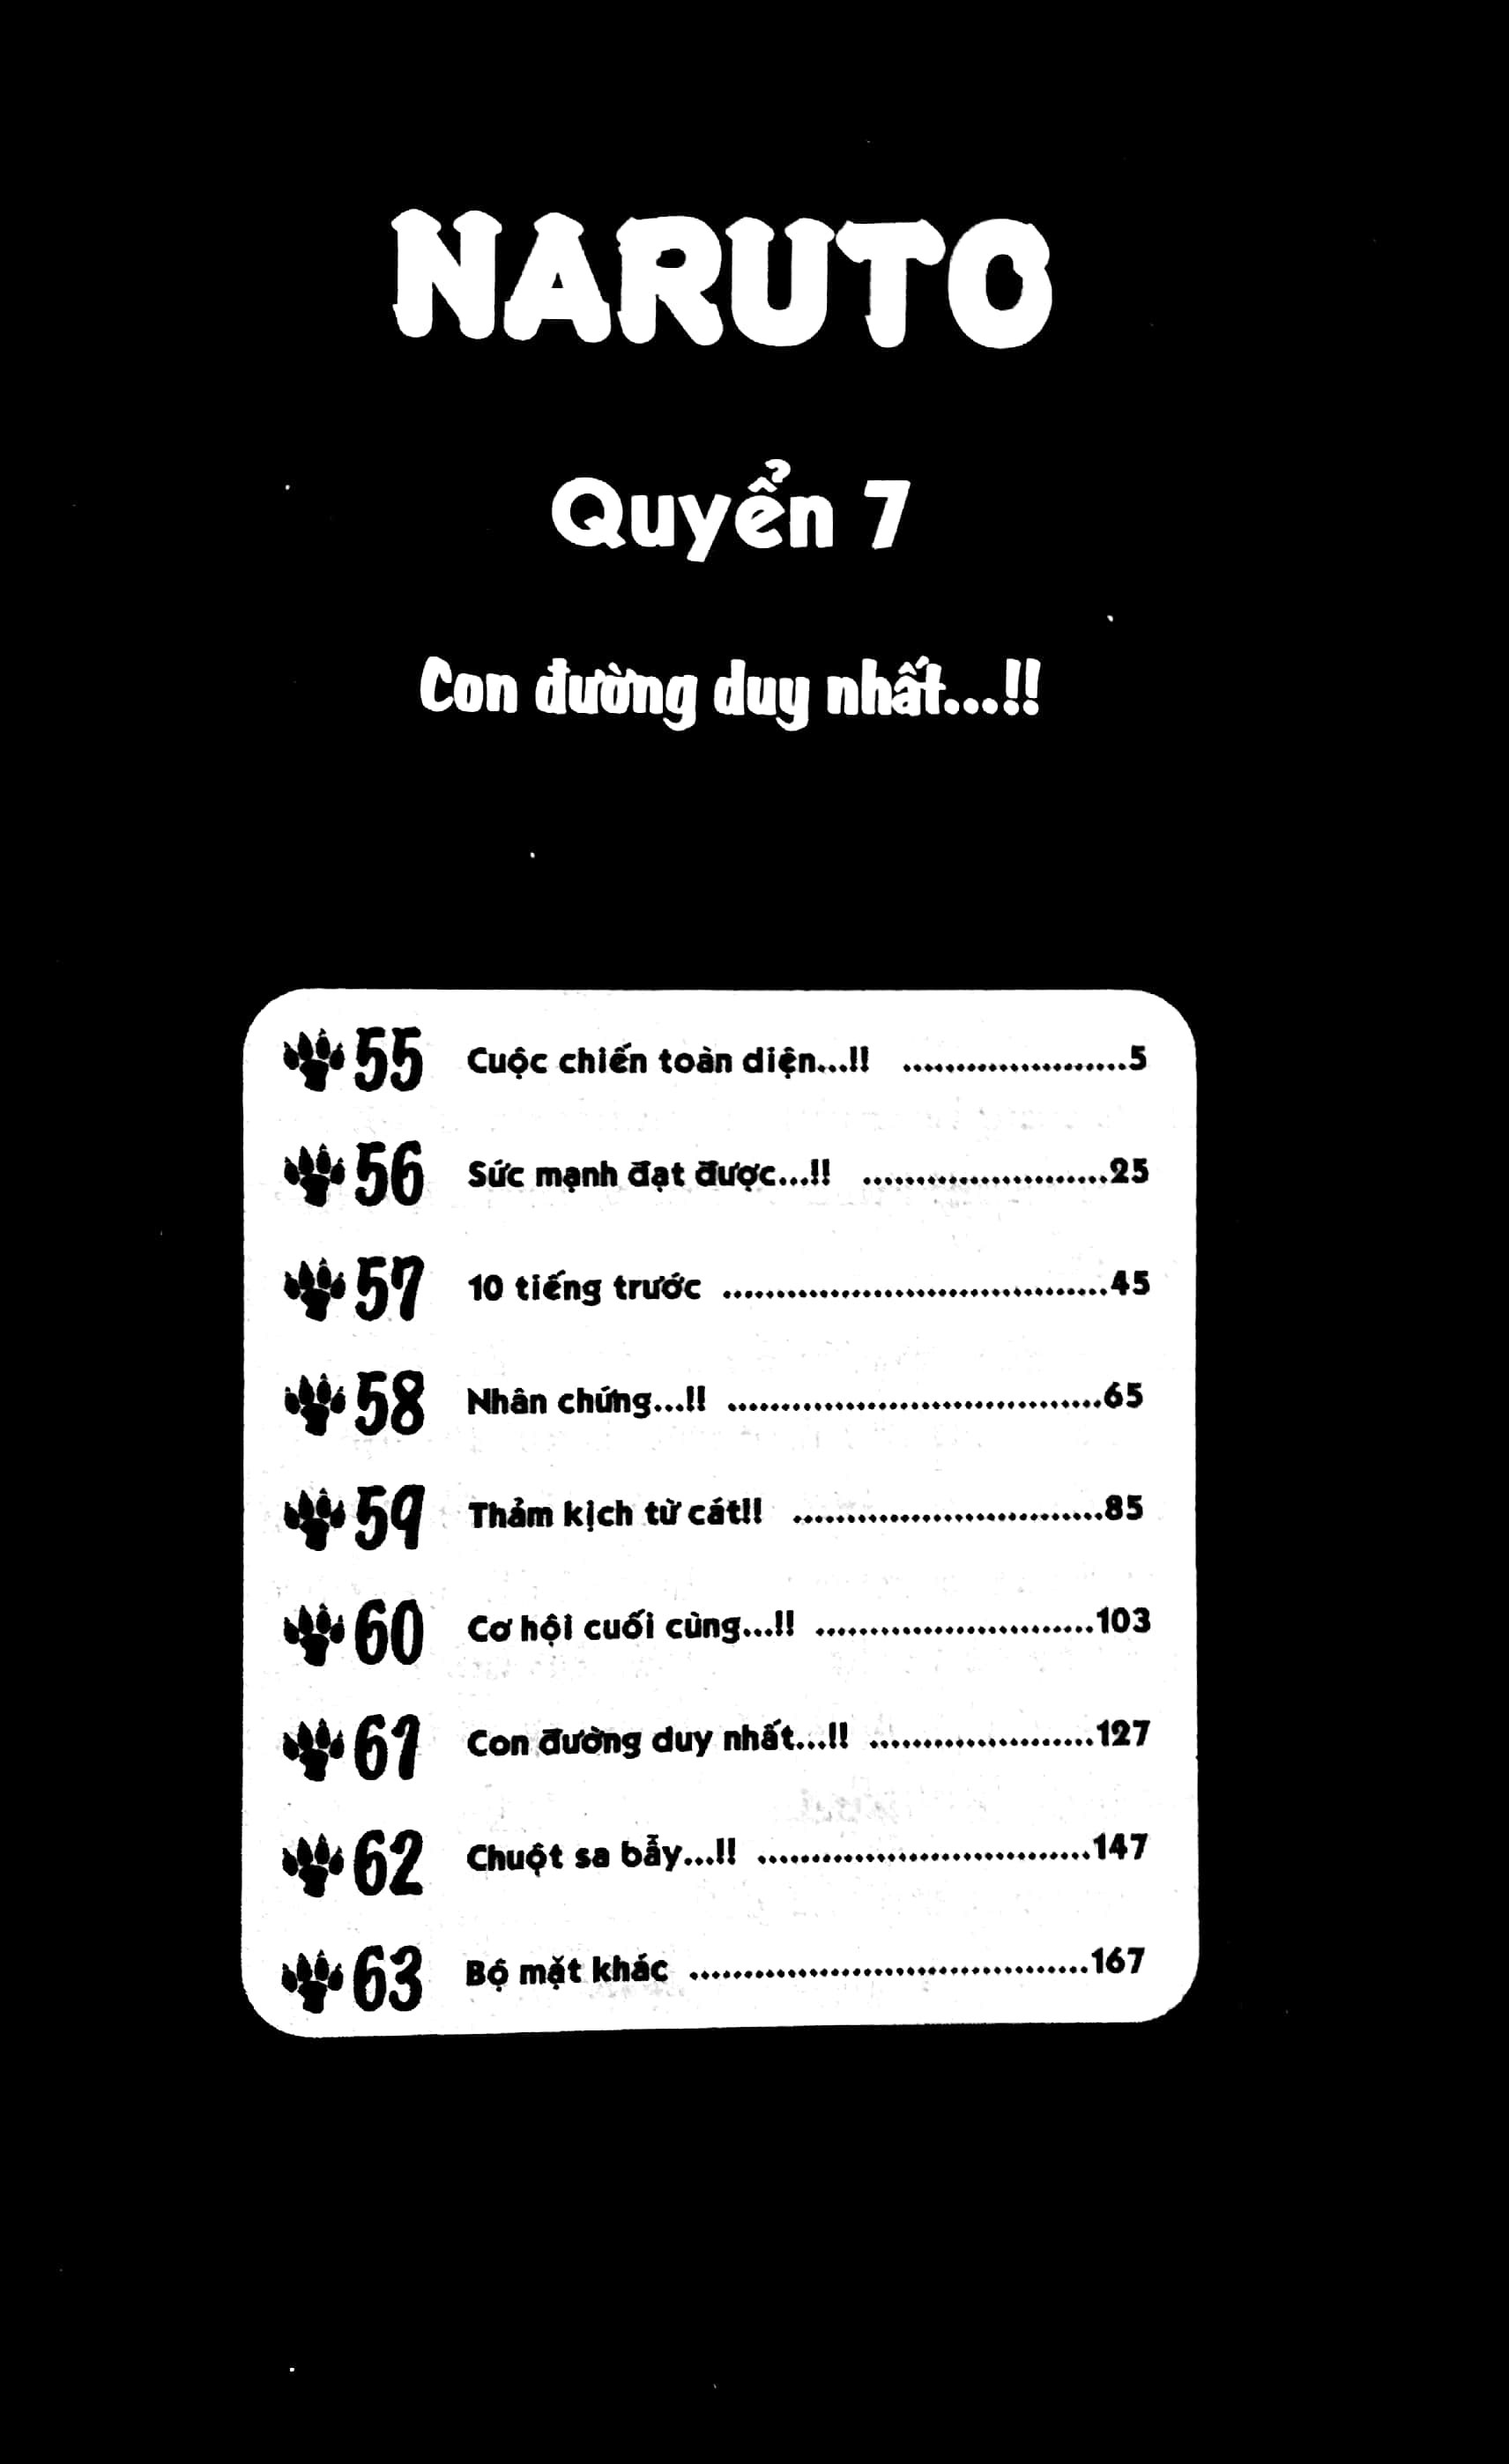 NARUTO
Quyển 7
Con đường duy nhất...!!
55 Cuộc chiến toàn diện...!! .....................5
56 Sức mạnh đạt được...!! .......................25
57 10 tiếng trước ....................................45
58 Nhân chứng...!! ...................................65
59 Thảm kịch từ cát!! .............................85
60 Cơ hội cuối cùng...!! ..........................103
61 Con đường duy nhất...!! .....................127
62 Chuột sa bẫy...!! ...............................147
63 Bộ mặt khác .....................................167